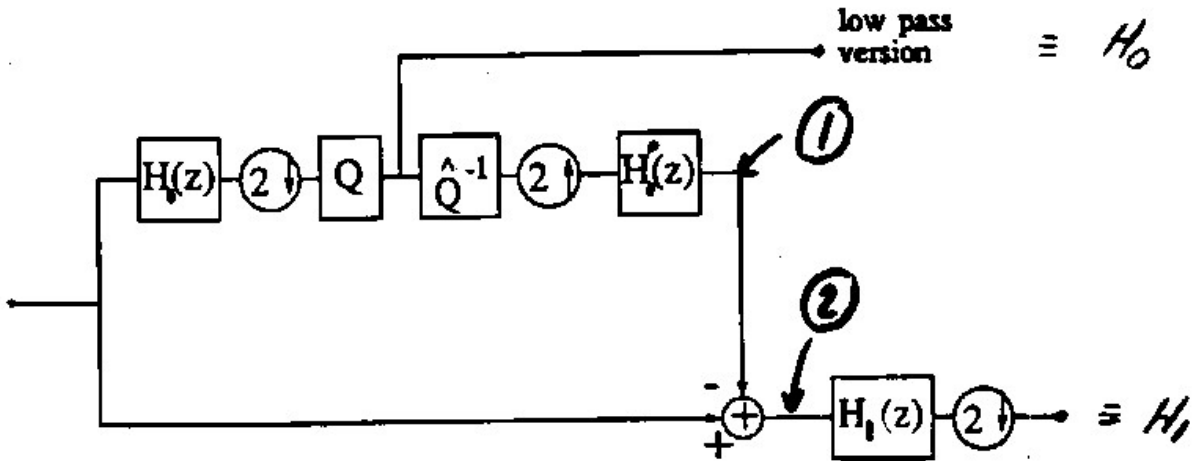 low pass
version ≡ H₀
①
H(z) 2↓ Q Q̂⁻¹ 2↑ H(z)
②
-
+
+ H₁(z) 2↓ ≡ H₁